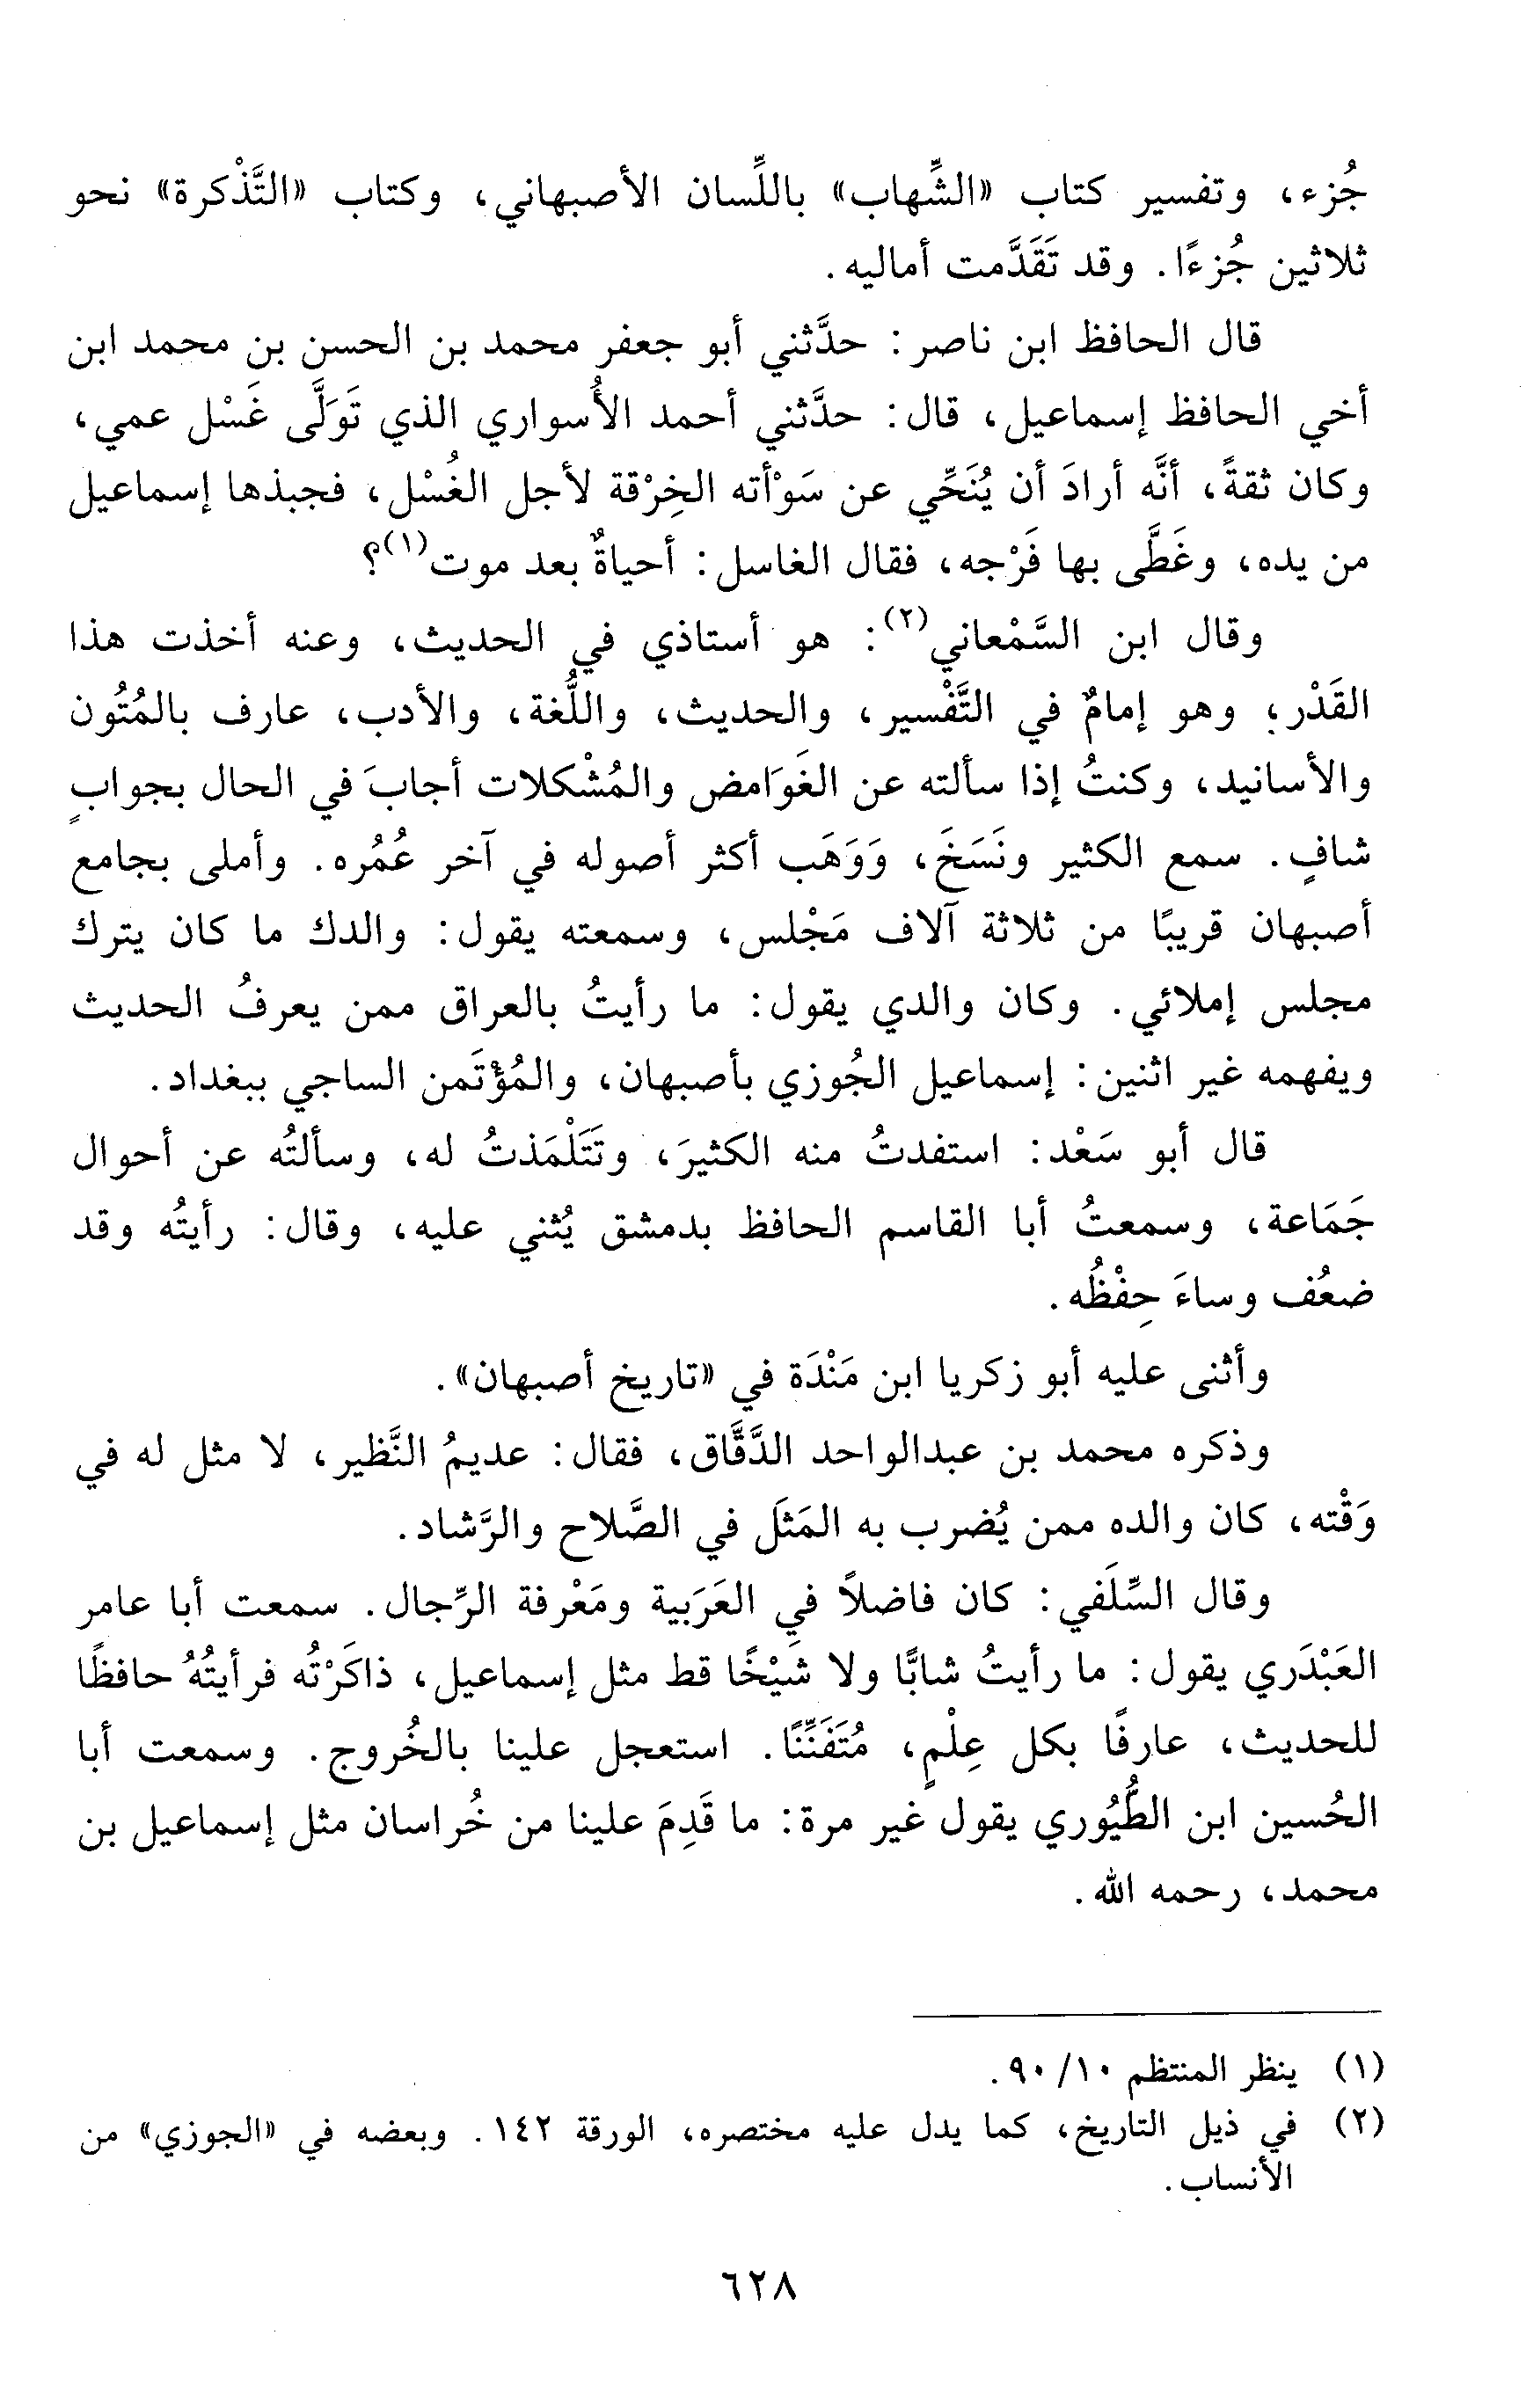 جُزء، وتفسير كتاب «الشِّهاب» باللِّسان الأصبهاني، وكتاب «التَّذْكرة» نحو
ثلاثين جُزءًا. وقد تَقَدَّمت أماليه.
قال الحافظ ابن ناصر: حدَّثني أبو جعفر محمد بن الحسن بن محمد ابن
أخي الحافظ إسماعيل، قال: حدَّثني أحمد الأُسواري الذي تَوَلَّى غَسْل عمي،
وكان ثقةً، أنَّه أرادَ أن يُنَحِّي عن سَوْأته الخِرْقة لأجل الغُسْل، فجبذها إسماعيل
من يده، وغَطَّى بها فَرْجه، فقال الغاسل: أحياةٌ بعد موت(١)؟
وقال ابن السَّمْعاني(٢): هو أستاذي في الحديث، وعنه أخذت هذا
القَدْر؛ وهو إمامٌ في التَّفْسير، والحديث، واللُّغة، والأدب، عارف بالمُتُون
والأسانيد، وكنتُ إذا سألته عن الغَوَامض والمُشْكلات أجابَ في الحال بجوابٍ
شافٍ. سمع الكثير ونَسَخَ، وَوَهَب أكثر أصوله في آخر عُمُره. وأملى بجامع
أصبهان قريبًا من ثلاثة آلاف مَجْلس، وسمعته يقول: والدك ما كان يترك
مجلس إملائي. وكان والدي يقول: ما رأيتُ بالعراق ممن يعرفُ الحديث
ويفهمه غير اثنين: إسماعيل الجُوزي بأصبهان، والمُؤْتَمن الساجي ببغداد.
قال أبو سَعْد: استفدتُ منه الكثيرَ، وتَتَلْمَذتُ له، وسألتُه عن أحوال
جَمَاعة، وسمعتُ أبا القاسم الحافظ بدمشق يُثني عليه، وقال: رأيتُه وقد
ضعُف وساءَ حِفْظُه.
وأثنى عليه أبو زكريا ابن مَنْدَة في «تاريخ أصبهان».
وذكره محمد بن عبدالواحد الدَّقَّاق، فقال: عديمُ النَّظير، لا مثل له في
وَقْته، كان والده ممن يُضرب به المَثَل في الصَّلاح والرَّشاد.
وقال السِّلَفي: كان فاضلاً في العَرَبية ومَعْرفة الرِّجال. سمعت أبا عامر
العَبْدَري يقول: ما رأيتُ شابًّا ولا شَيْخًا قط مثل إسماعيل، ذاكَرْتُه فرأيتُهُ حافظًا
للحديث، عارفًا بكل عِلْمٍ، مُتَفَنِّنًا. استعجل علينا بالخُروج. وسمعت أبا
الحُسين ابن الطُّيُوري يقول غير مرة: ما قَدِمَ علينا من خُراسان مثل إسماعيل بن
محمد، رحمه الله.
(١) ينظر المنتظم ١٠/ ٩٠.
(٢) في ذيل التاريخ، كما يدل عليه مختصره، الورقة ١٤٢. وبعضه في «الجوزي» من
الأنساب.
٦٢٨